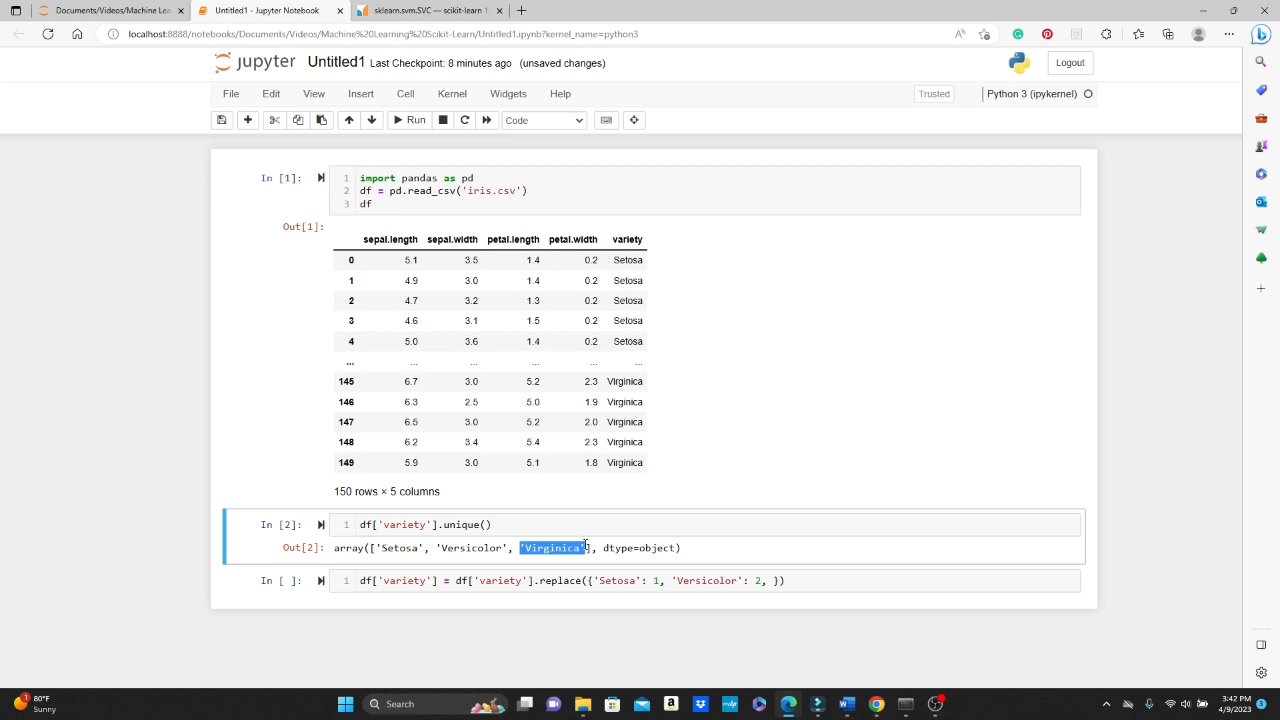 Documents/Videos/Machine Lea
Untitled1 - Jupyter Notebook
sklearn.svm.SVC — scikit-learn 1
localhost:8888/notebooks/Documents/Videos/Machine%20Learning%20Scikit-Learn/Untitled1.ipynb?kernel_name=python3
jupyter Untitled1 Last Checkpoint: 8 minutes ago (unsaved changes)
Logout
File Edit View Insert Cell Kernel Widgets Help
Trusted
Python 3 (ipykernel)
Run
Code
In [1]:
1 import pandas as pd
2 df = pd.read_csv('iris.csv')
3 df
Out[1]:
sepal.length sepal.width petal.length petal.width variety
0 5.1 3.5 1.4 0.2 Setosa
1 4.9 3.0 1.4 0.2 Setosa
2 4.7 3.2 1.3 0.2 Setosa
3 4.6 3.1 1.5 0.2 Setosa
4 5.0 3.6 1.4 0.2 Setosa
... ... ... ... ... ...
145 6.7 3.0 5.2 2.3 Virginica
146 6.3 2.5 5.0 1.9 Virginica
147 6.5 3.0 5.2 2.0 Virginica
148 6.2 3.4 5.4 2.3 Virginica
149 5.9 3.0 5.1 1.8 Virginica
150 rows × 5 columns
In [2]: 1 df['variety'].unique()
Out[2]: array(['Setosa', 'Versicolor', 'Virginica'], dtype=object)
In [ ]: 1 df['variety'] = df['variety'].replace({'Setosa': 1, 'Versicolor': 2, })
80°F
Sunny
Search
3:42 PM
4/9/2023